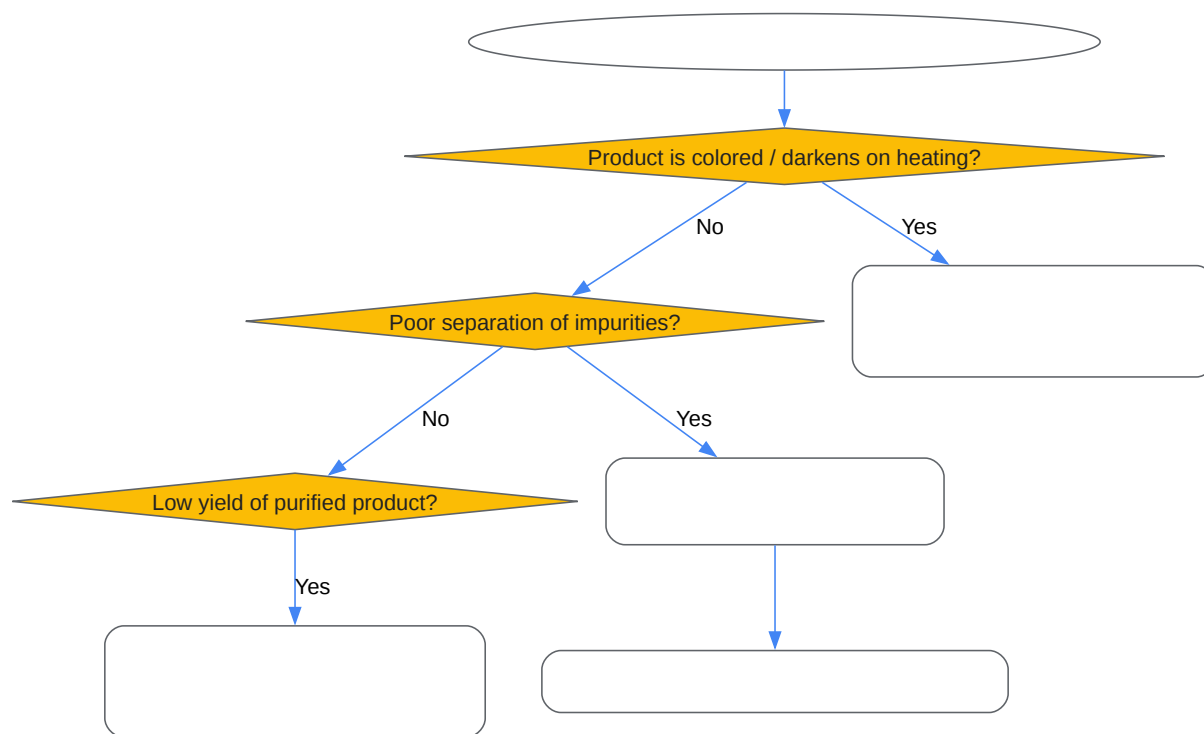 Product is colored / darkens on heating?
No
Yes
Poor separation of impurities?
No
Yes
Low yield of purified product?
Yes